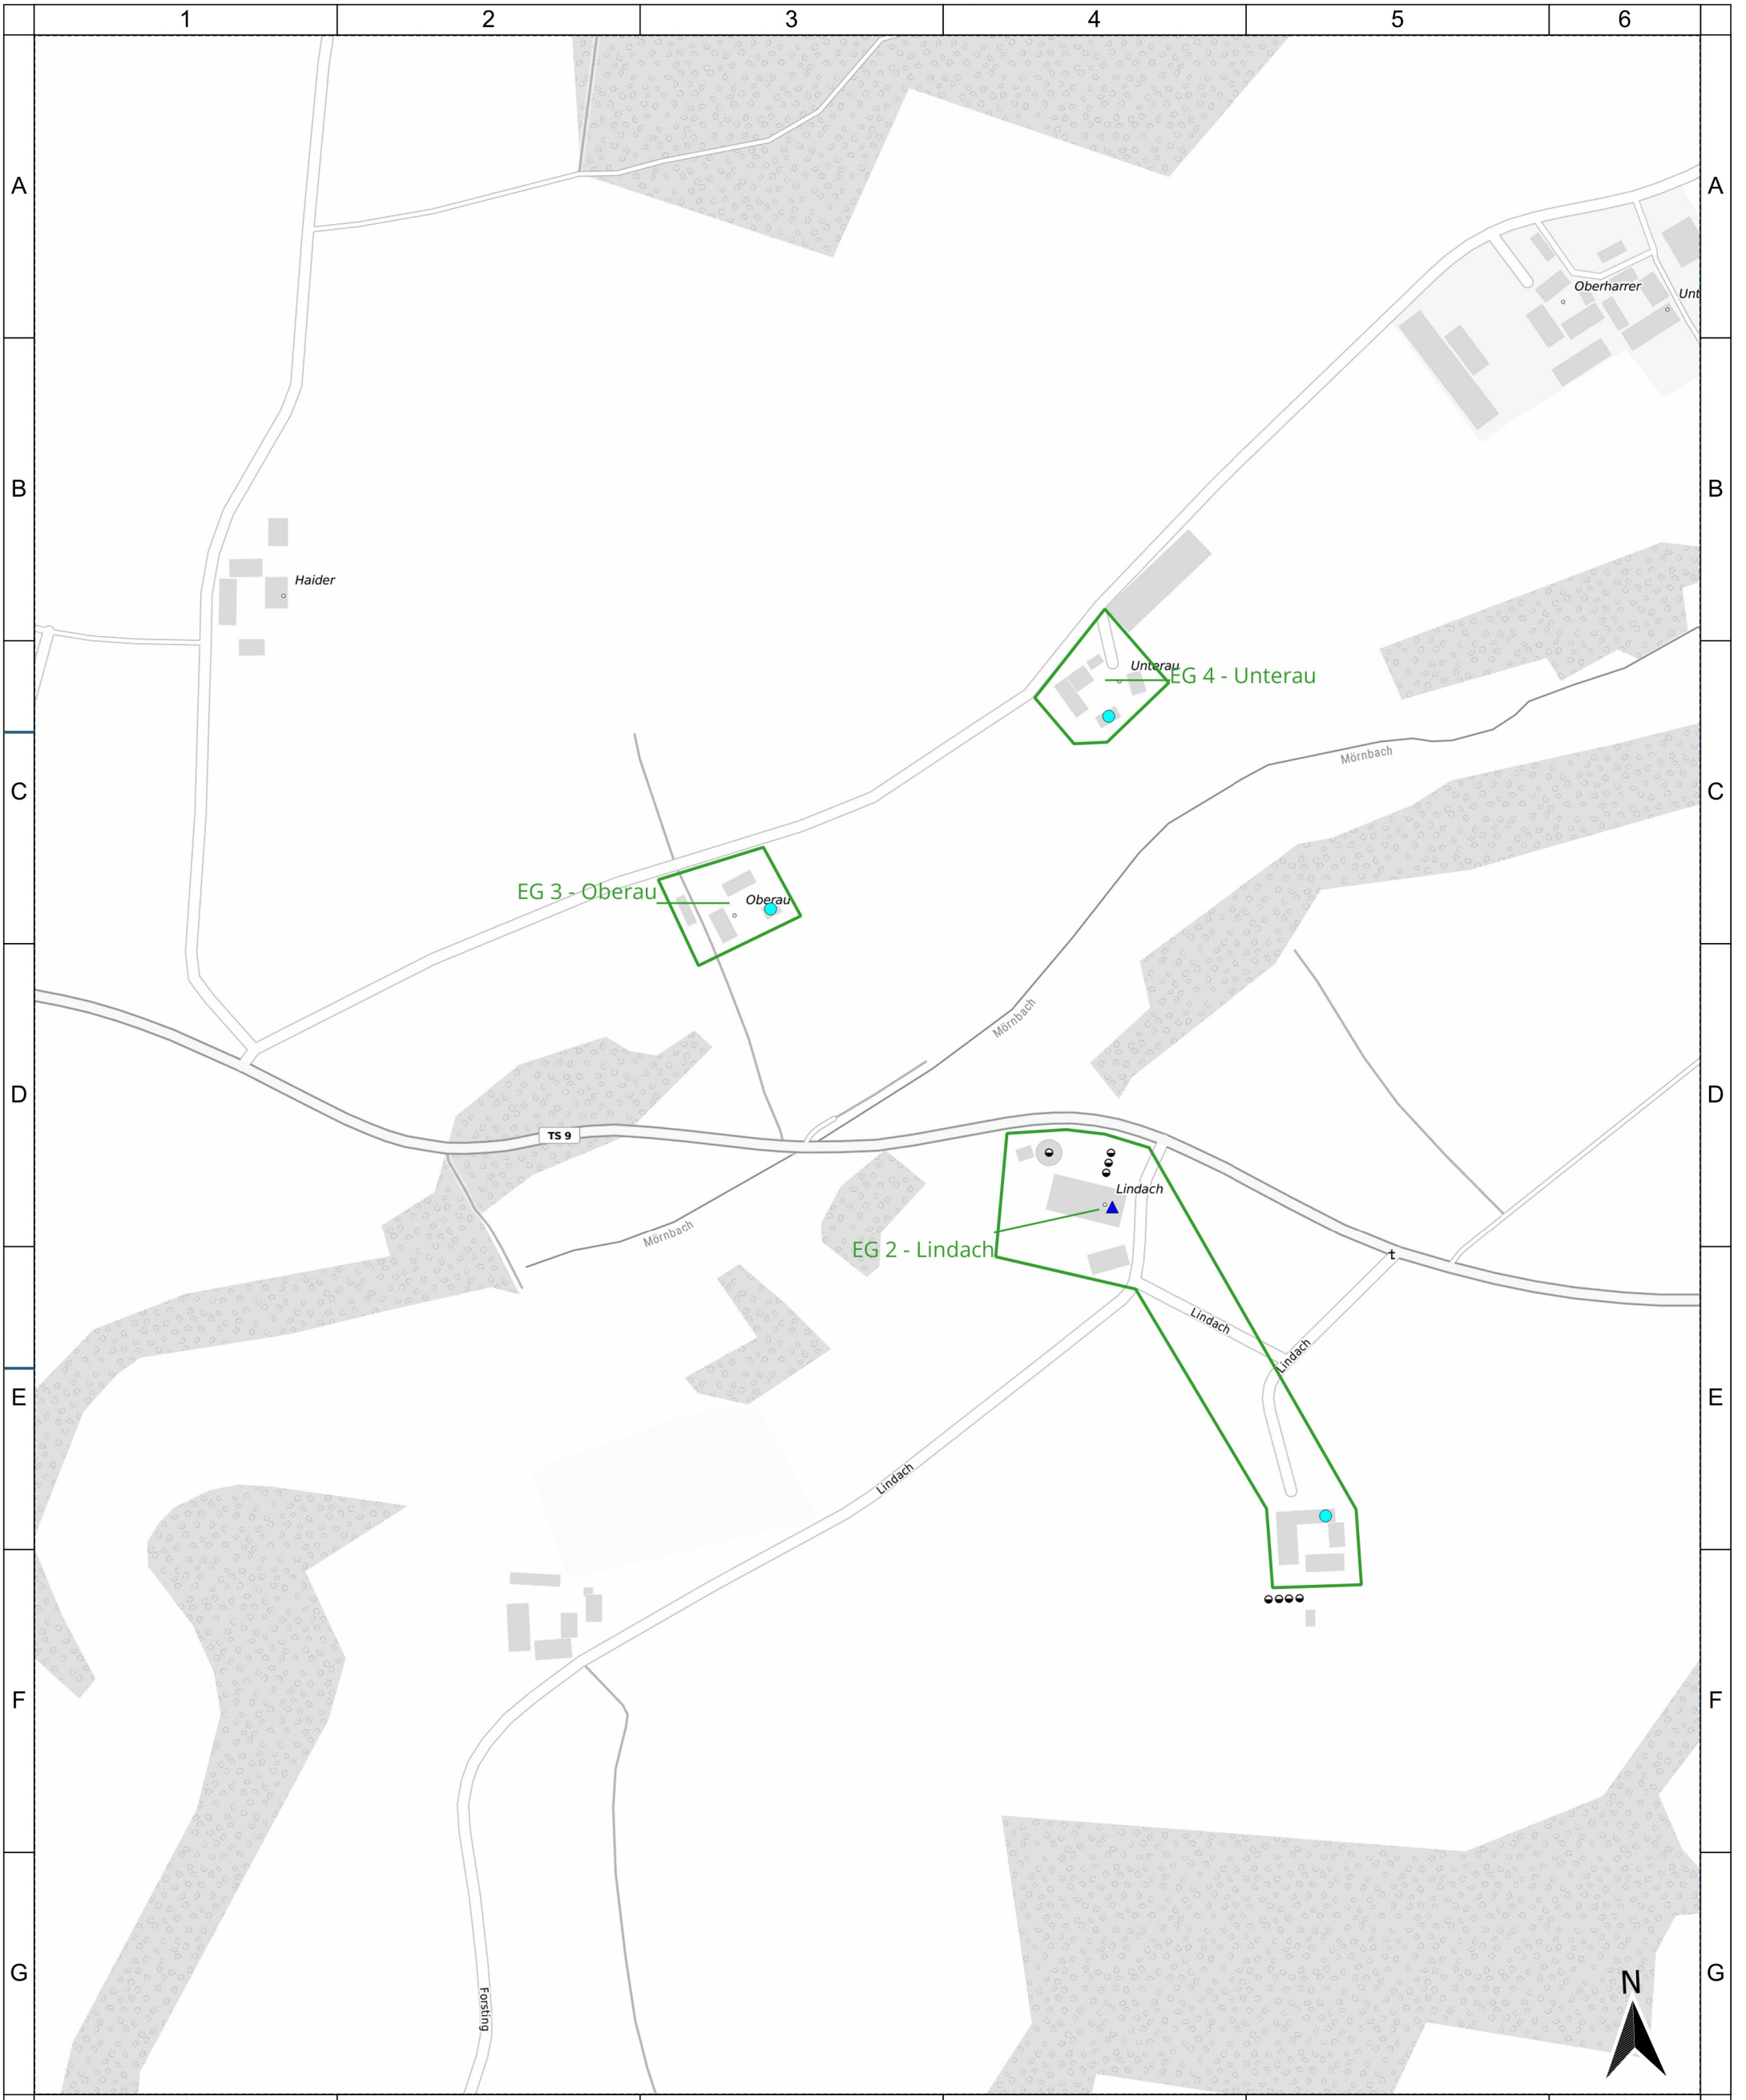 1 2 3 4 5 6
A A
Oberharrer
Unt
B B
Haider
Unterau
EG 4 - Unterau
Mörnbach
C C
EG 3 - Oberau
Oberau
Mörnbach
D D
TS 9
Lindach
Mörnbach
EG 2 - Lindach
t
Lindach
Lindach
E E
Lindach
F F
G G
N
Forsting